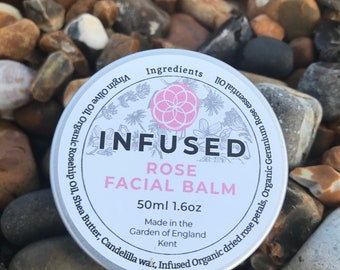 Ingredients
Virgin Olive Oil, Organic Rosehip Oil, Shea Butter, Candelilla wax, Infused Organic dried rose petals, Organic Geranium Rose essential Oil
INFUSED
ROSE
FACIAL BALM
50ml 1.6oz
Made in the
Garden of England
Kent